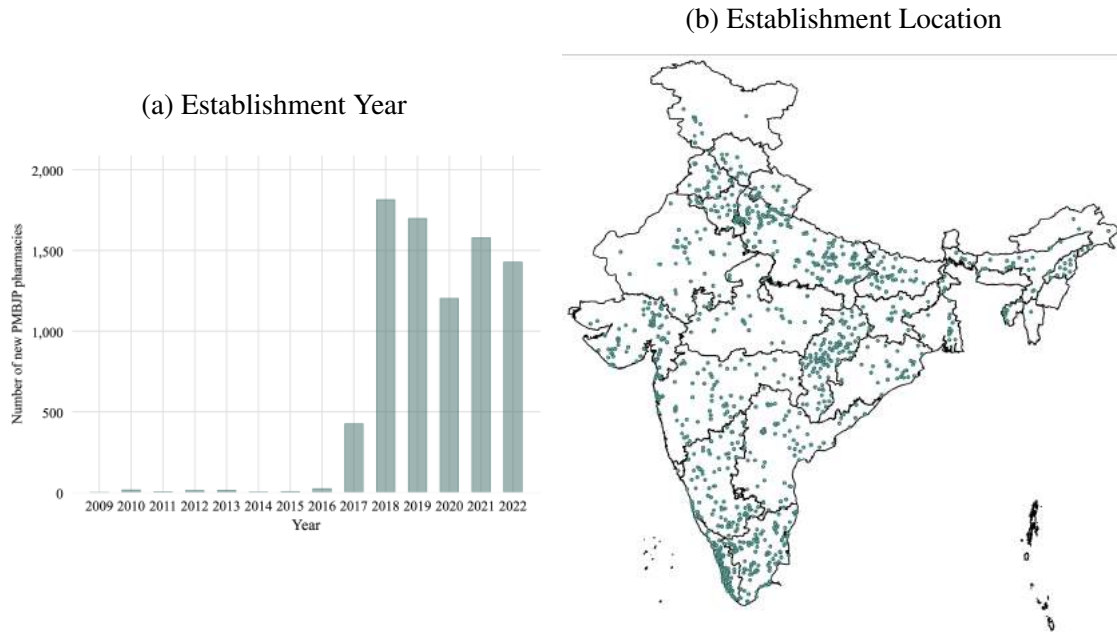 (b) Establishment Location
(a) Establishment Year
Number of new PMBJP pharmacies
2,000
1,500
1,000
500
0
2009 2010 2011 2012 2013 2014 2015 2016 2017 2018 2019 2020 2021 2022
Year